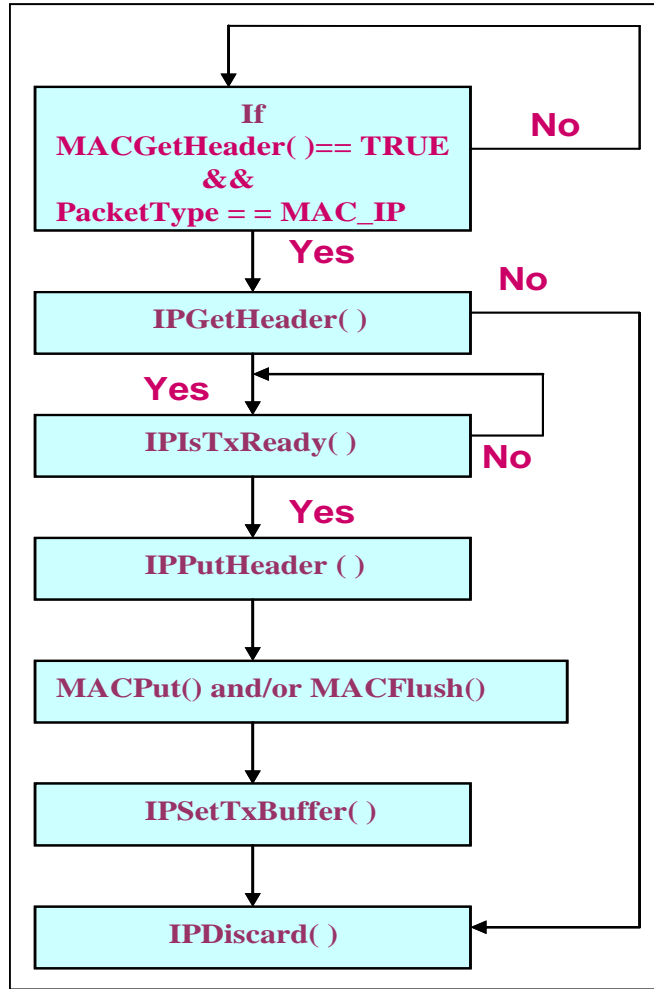 If
MACGetHeader( )== TRUE
&&
PacketType = = MAC_IP
No
Yes
No
IPGetHeader( )
Yes
IPIsTxReady( )
No
Yes
IPPutHeader ( )
MACPut() and/or MACFlush()
IPSetTxBuffer( )
IPDiscard( )